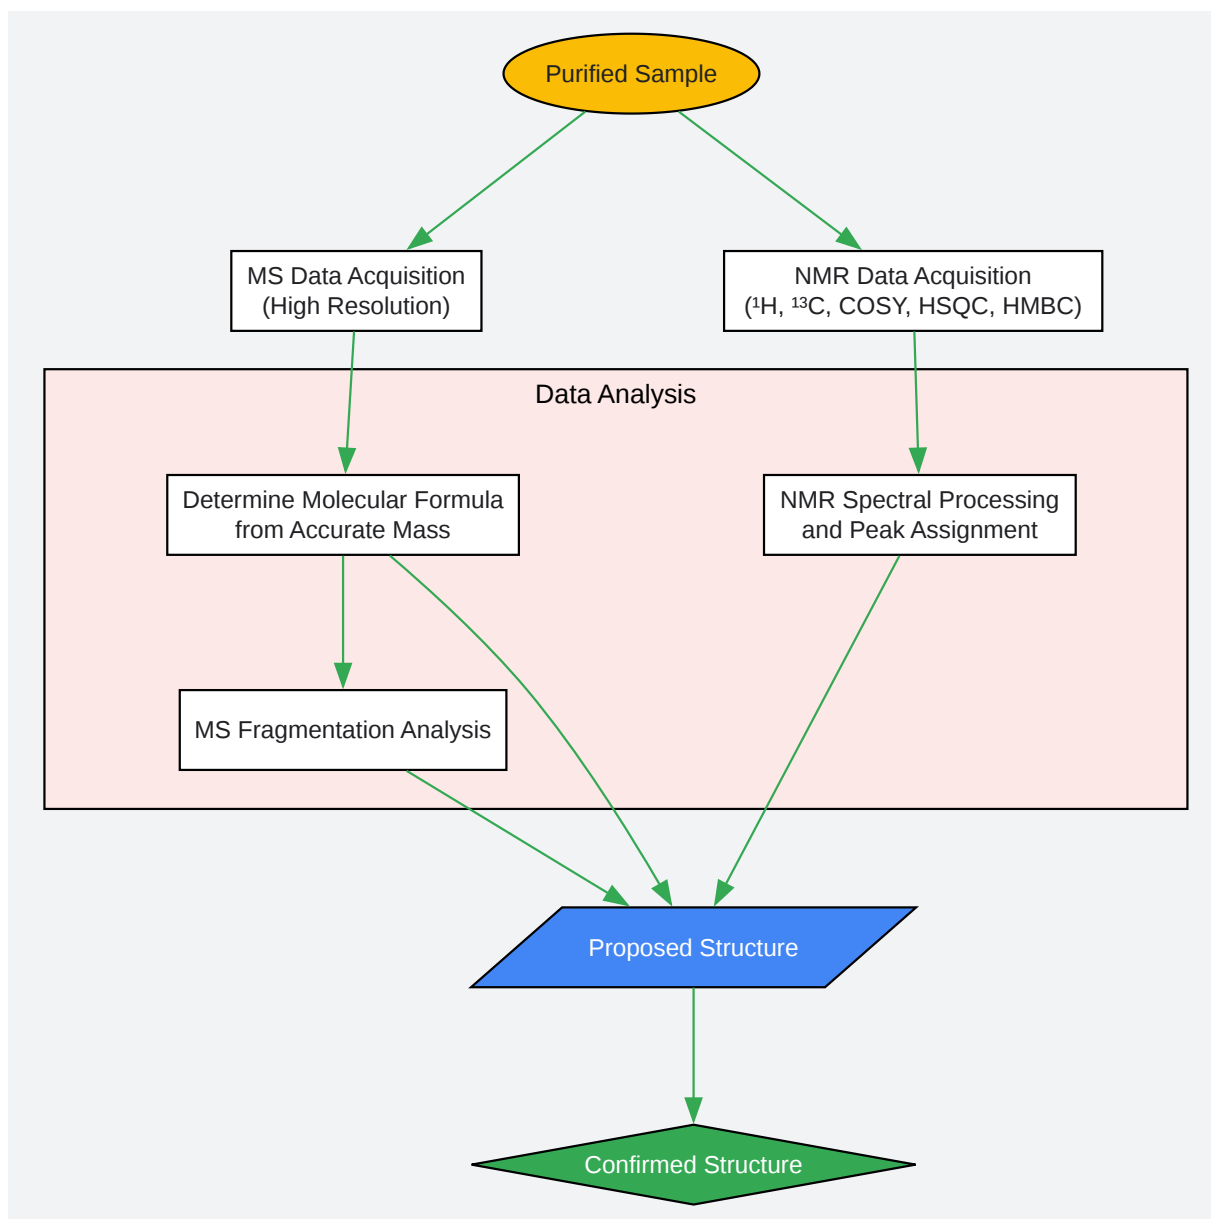 Purified Sample
MS Data Acquisition
(High Resolution)
NMR Data Acquisition
(¹H, ¹³C, COSY, HSQC, HMBC)
Data Analysis
Determine Molecular Formula
from Accurate Mass
NMR Spectral Processing
and Peak Assignment
MS Fragmentation Analysis
Proposed Structure
Confirmed Structure